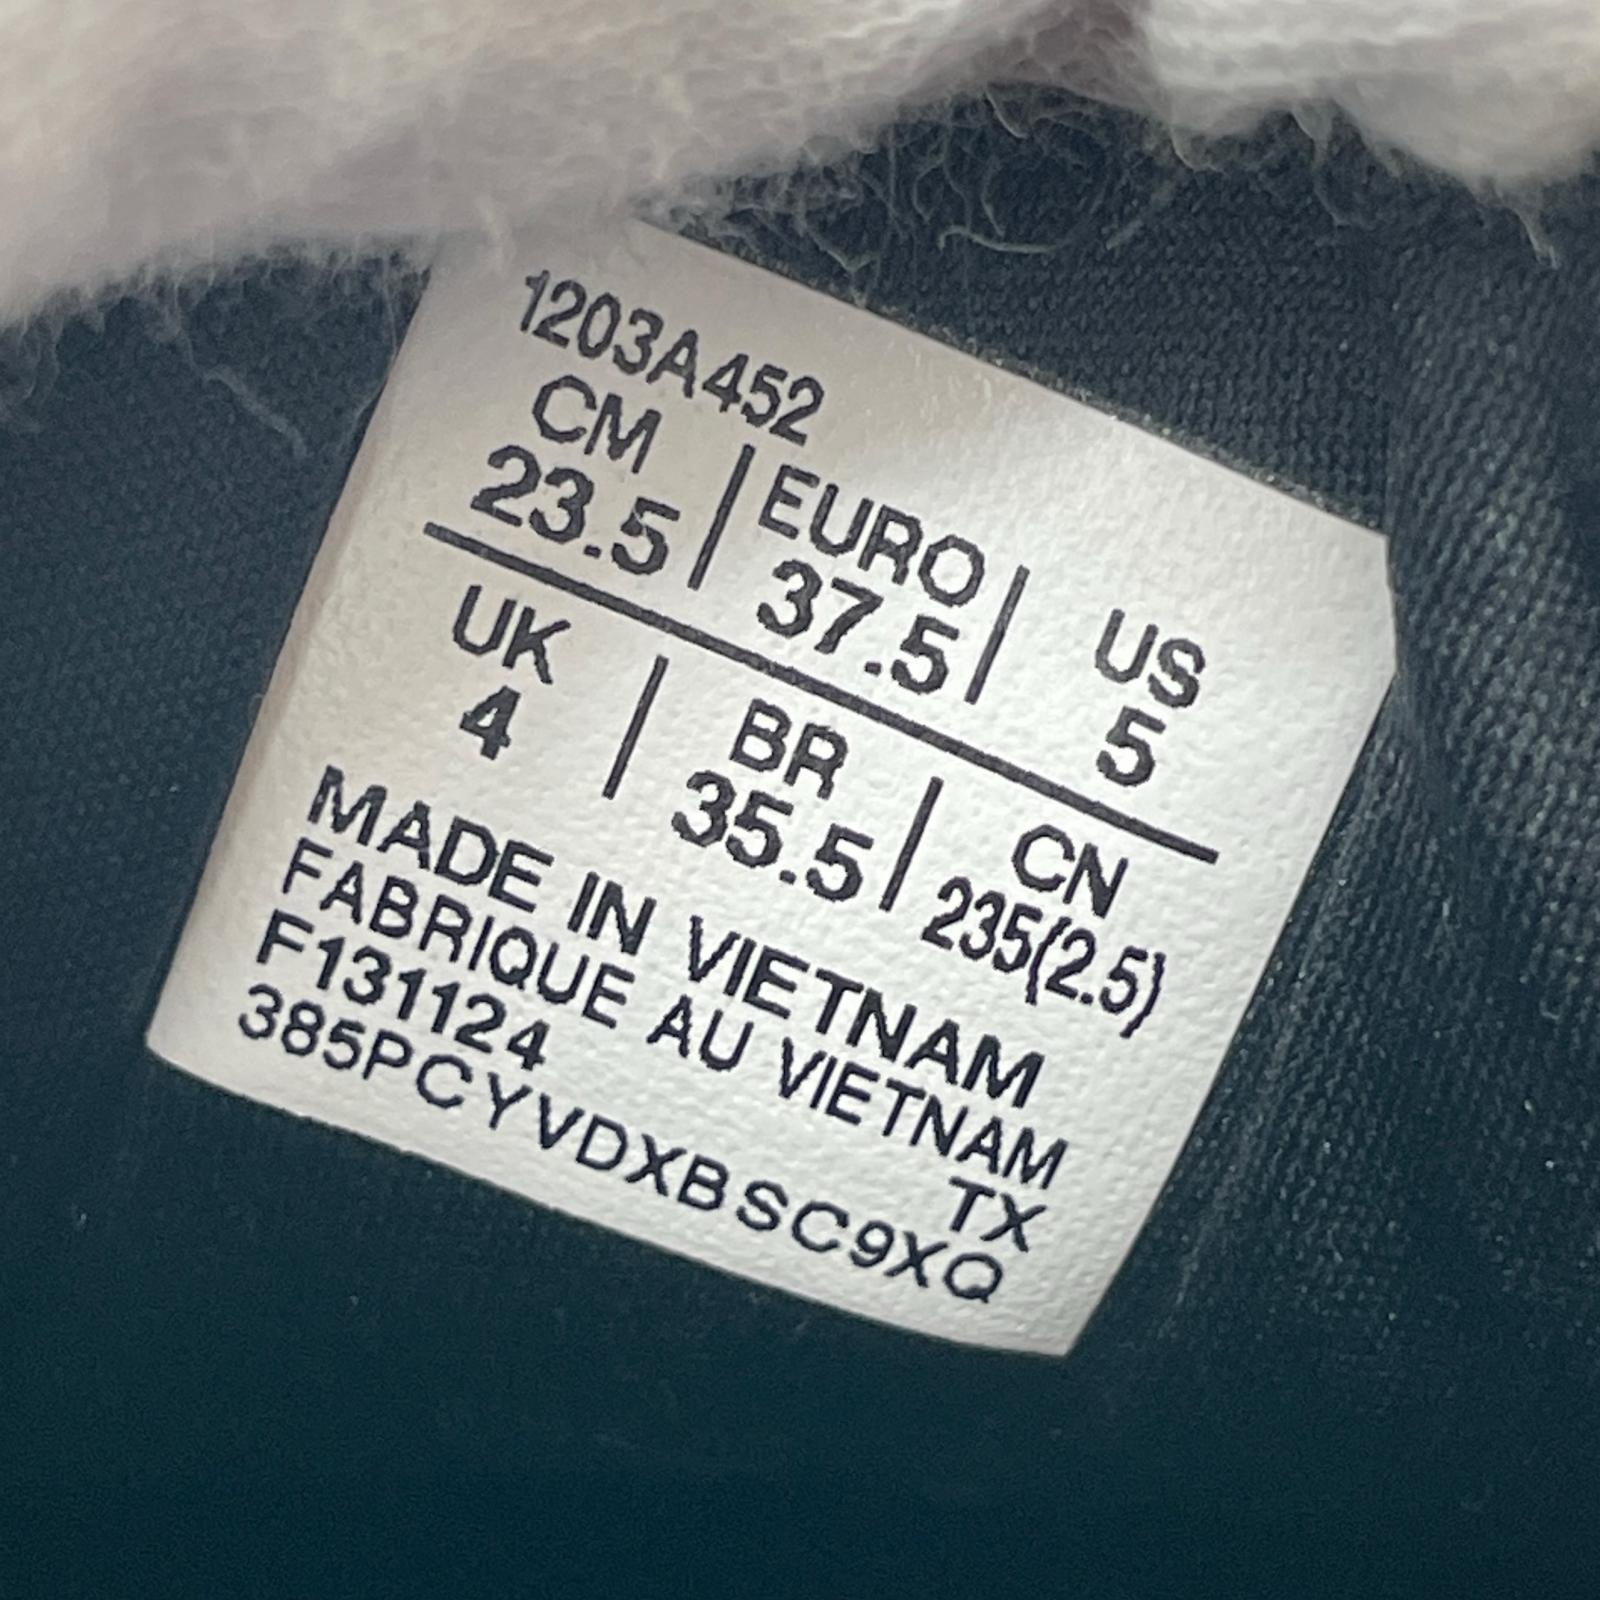 1203A452
CM EURO US
23.5 37.5 5
UK BR CN
4 35.5 235(2.5)
MADE IN VIETNAM
FABRIQUE AU VIETNAM
F131124 TX
385PCYVDXBSC9XQ